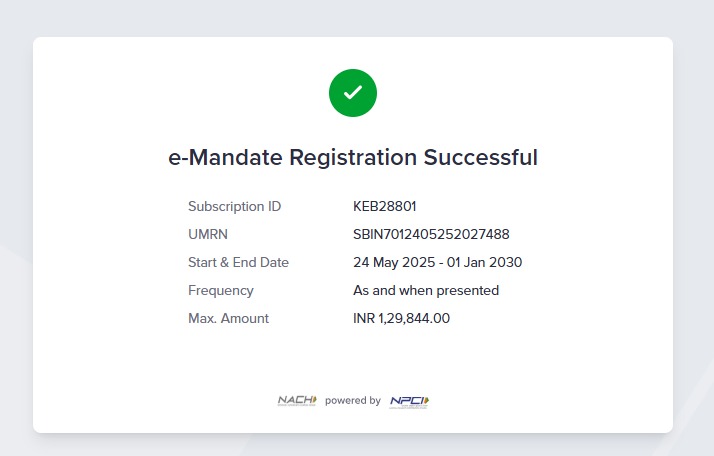 e-Mandate Registration Successful
Subscription ID KEB28801
UMRN SBIN7012405252027488
Start & End Date 24 May 2025 - 01 Jan 2030
Frequency As and when presented
Max. Amount INR 1,29,844.00
NACH powered by NPCI